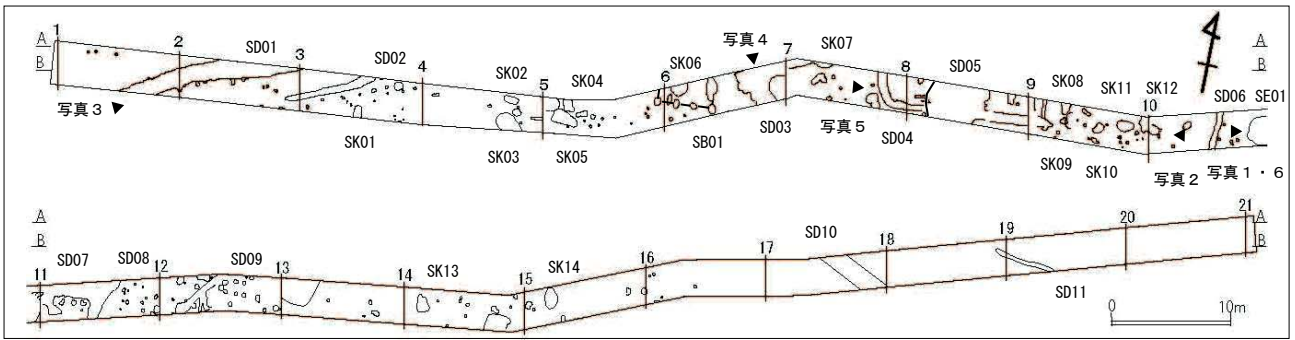 写真4
1 2 SD01 3 SD02 4 SK02 5 SK04 6 SK06 7 SK07 8 SD05 9 SK08 SK11 SK12 10 SD06 SE01
A
B
A
B
写真3 SK01 SK03 SK05 SB01 SD03 写真5 SD04 SK09 SK10 写真2 写真1・6
A
B
A
B
11 SD07 SD08 12 SD09 13 14 SK13 15 SK14 16 17 SD10 18 19 20 21
SD11
0 10m